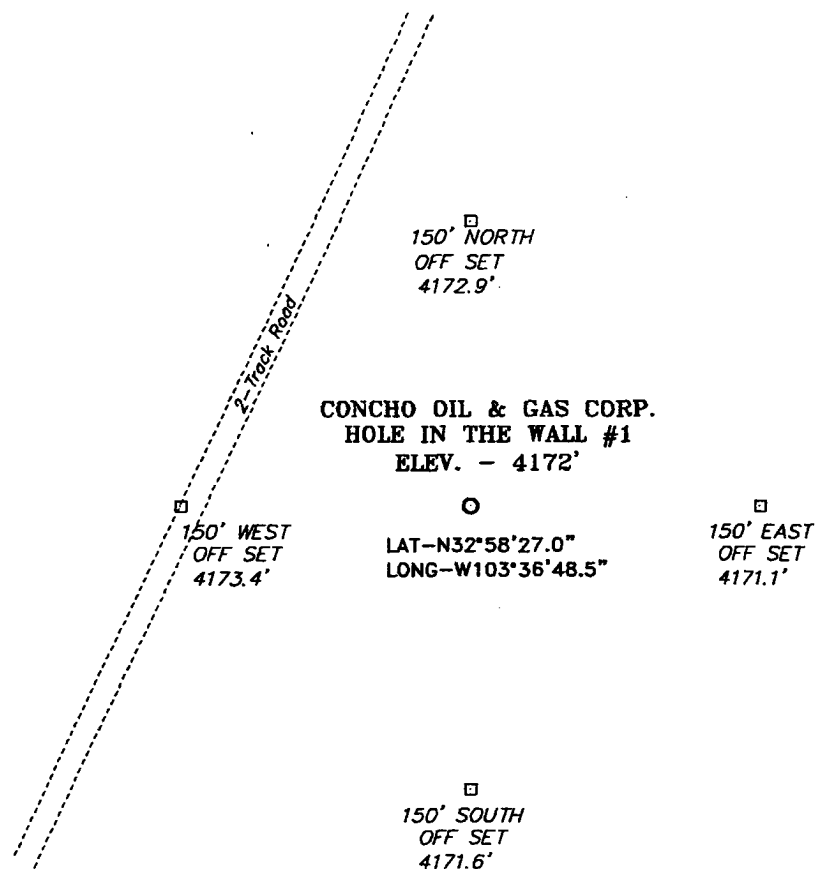 150' NORTH
OFF SET
4172.9'
2-Track Road
CONCHO OIL & GAS CORP.
HOLE IN THE WALL #1
ELEV. - 4172'
150' WEST
OFF SET
4173.4'
LAT-N32°58'27.0"
LONG-W103°36'48.5"
150' EAST
OFF SET
4171.1'
150' SOUTH
OFF SET
4171.6'